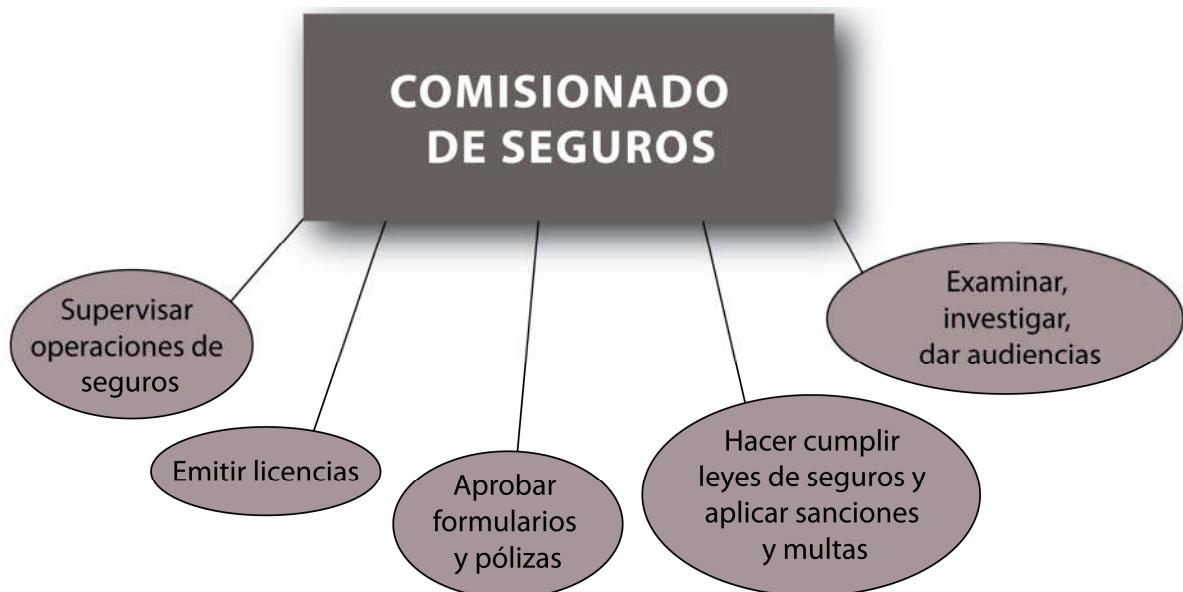 COMISIONADO
DE SEGUROS
Supervisar
operaciones de
seguros
Emitir licencias
Aprobar
formularios
y pólizas
Hacer cumplir
leyes de seguros y
aplicar sanciones
y multas
Examinar,
investigar,
dar audiencias